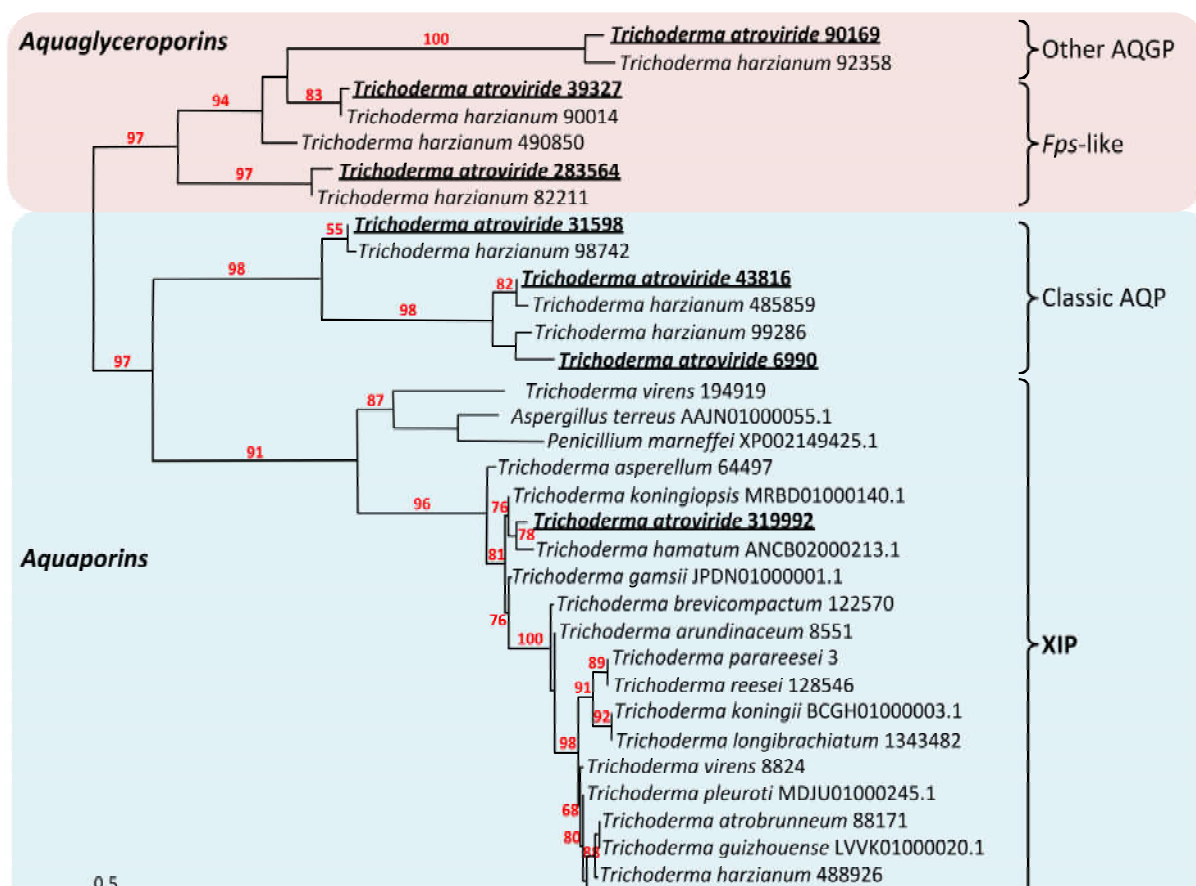 Aquaglyceroporins
100
Trichoderma atroviride 90169
Trichoderma harzianum 92358
Other AQGP
94
83
Trichoderma atroviride 39327
Trichoderma harzianum 90014
97
Trichoderma harzianum 490850
Fps-like
97
Trichoderma atroviride 283564
Trichoderma harzianum 82211
55
Trichoderma atroviride 31598
Trichoderma harzianum 98742
98
82
Trichoderma atroviride 43816
Trichoderma harzianum 485859
Classic AQP
98
Trichoderma harzianum 99286
97
Trichoderma atroviride 6990
87
Trichoderma virens 194919
Aspergillus terreus AAJN01000055.1
Penicillium marneffei XP002149425.1
91
Trichoderma asperellum 64497
96
76
Trichoderma koningiopsis MRBD01000140.1
Trichoderma atroviride 319992
78
Trichoderma hamatum ANCB02000213.1
Aquaporins
81
Trichoderma gamsii JPDN01000001.1
76
Trichoderma brevicompactum 122570
100
Trichoderma arundinaceum 8551
XIP
89
Trichoderma parareesei 3
91
Trichoderma reesei 128546
92
Trichoderma koningii BCGH01000003.1
Trichoderma longibrachiatum 1343482
98
Trichoderma virens 8824
Trichoderma pleuroti MDJU01000245.1
68
Trichoderma atrobrunneum 88171
80
88
Trichoderma guizhouense LVVK01000020.1
Trichoderma harzianum 488926
0.5